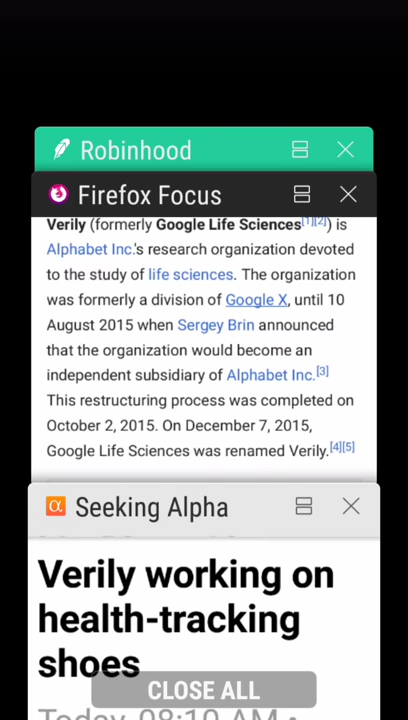 Robinhood
Firefox Focus
Verily (formerly Google Life Sciences[1][2]) is
Alphabet Inc.'s research organization devoted
to the study of life sciences. The organization
was formerly a division of Google X, until 10
August 2015 when Sergey Brin announced
that the organization would become an
independent subsidiary of Alphabet Inc.[3]
This restructuring process was completed on
October 2, 2015. On December 7, 2015,
Google Life Sciences was renamed Verily.[4][5]
α Seeking Alpha
Verily working on
health-tracking
shoes
CLOSE ALL
Today, 08:10 AM •